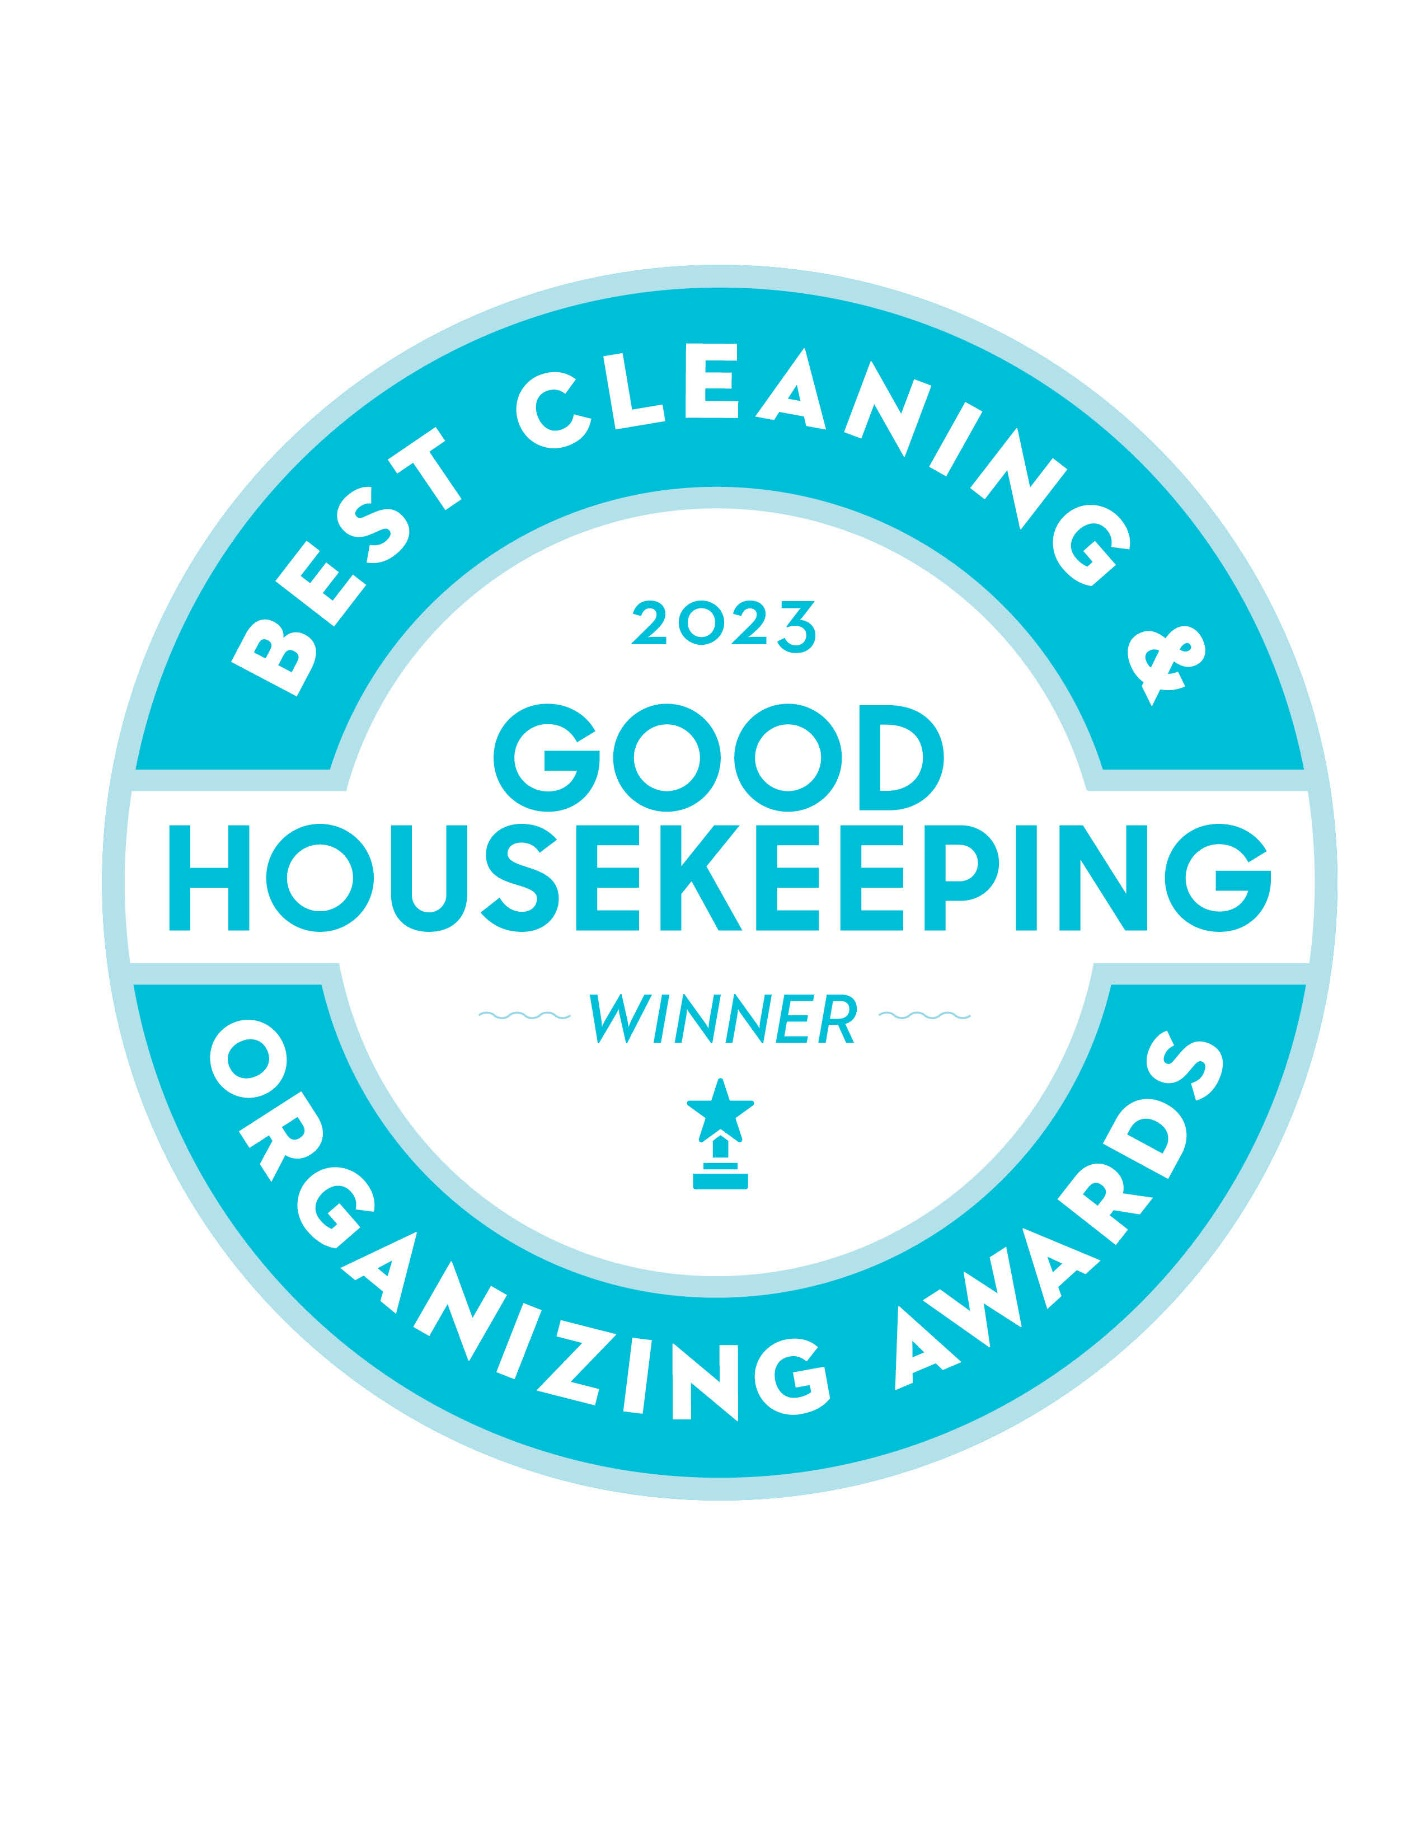 BEST CLEANING &
2023
GOOD
HOUSEKEEPING
WINNER
ORGANIZING AWARDS